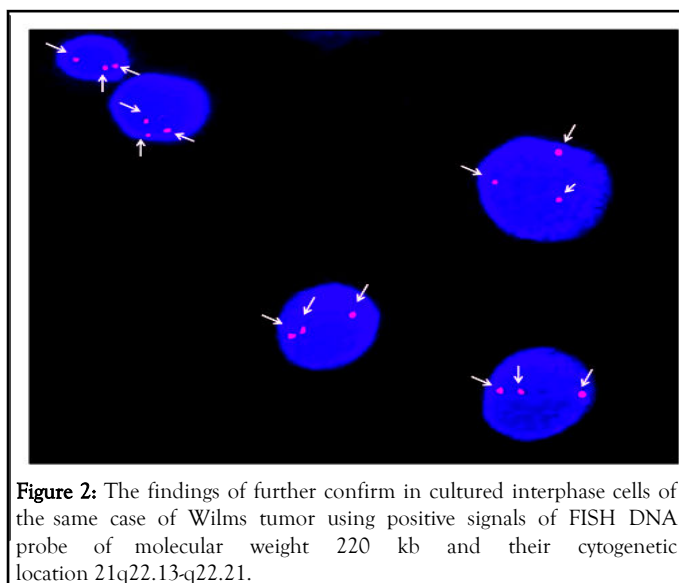 Figure 2: The findings of further confirm in cultured interphase cells of
the same case of Wilms tumor using positive signals of FISH DNA
probe of molecular weight 220 kb and their cytogenetic
location 21q22.13-q22.21.